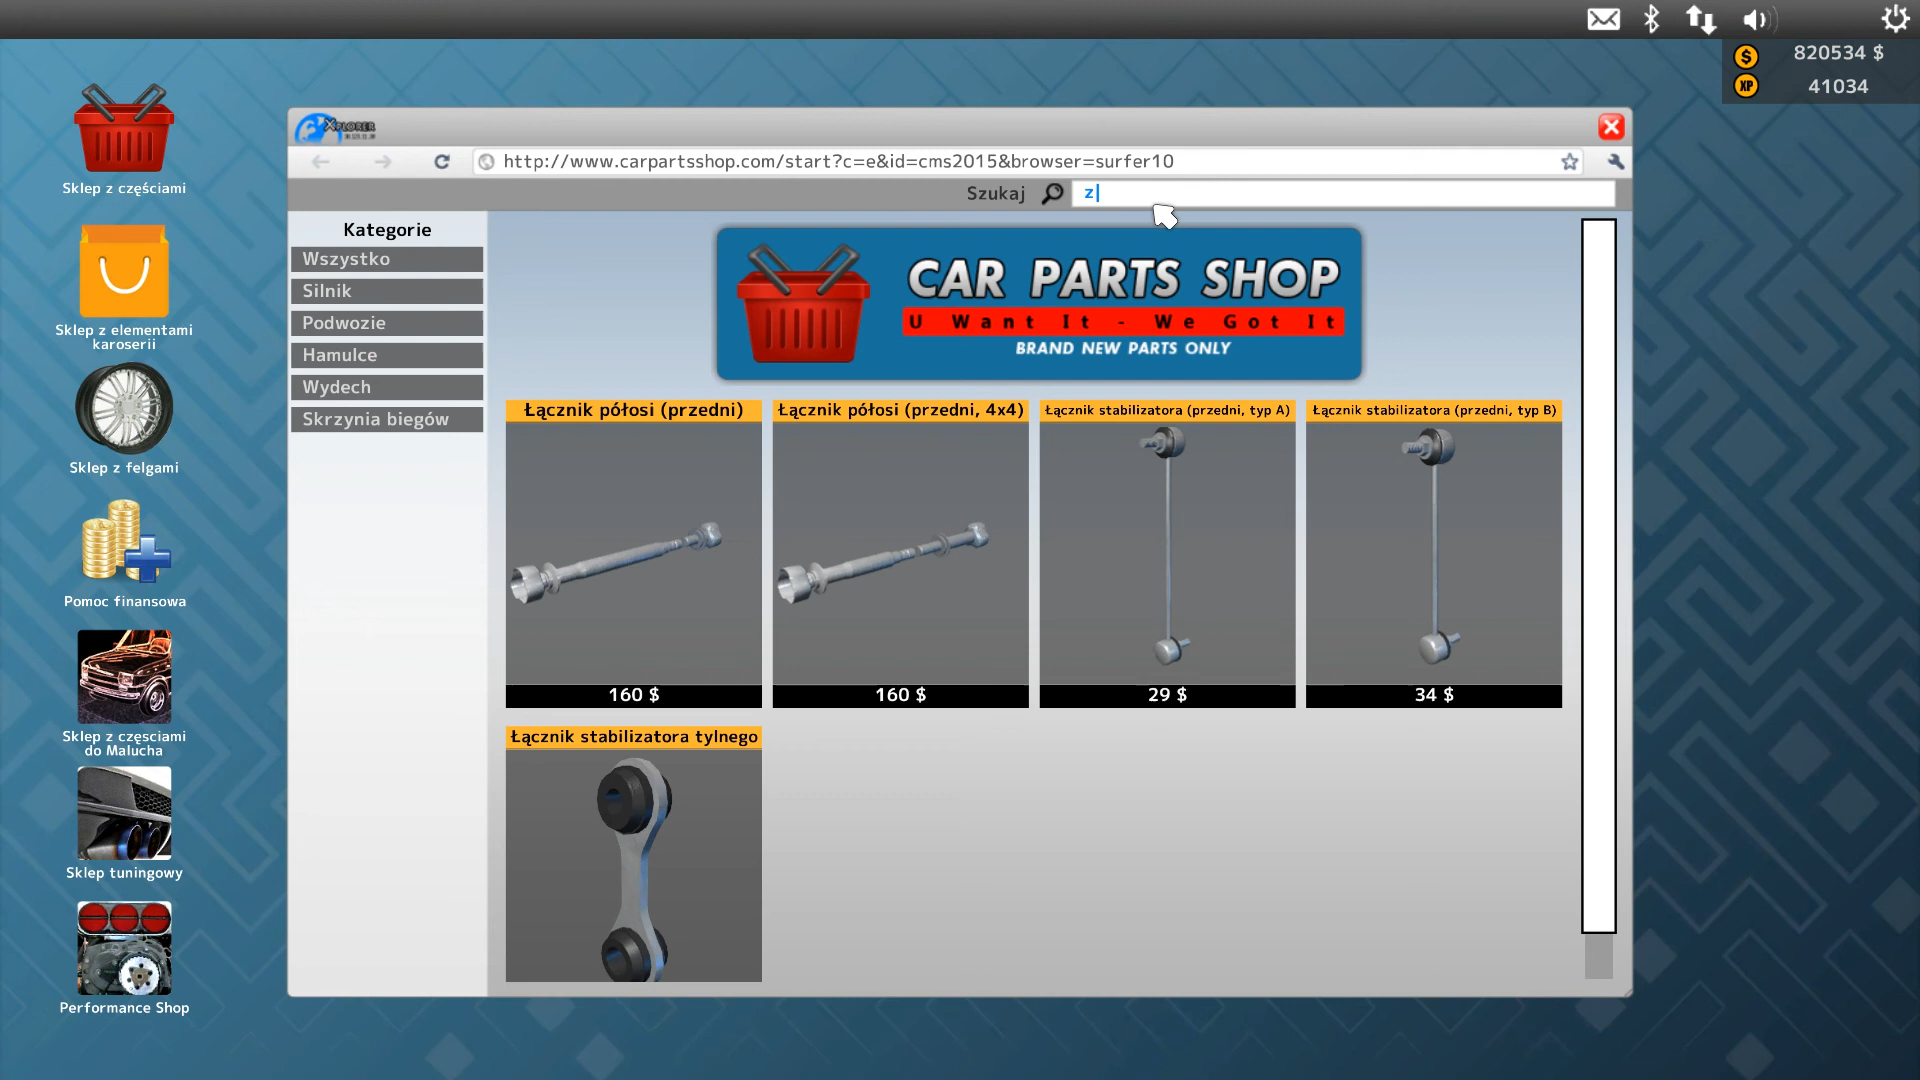 820534 $
XP 41034
Sklep z częściami
Sklep z elementami
karoserii
Sklep z felgami
Pomoc finansowa
Sklep z częsciami
do Malucha
Sklep tuningowy
Performance Shop
XPLORER
http://www.carpartsshop.com/start?c=e&id=cms2015&browser=surfer10
Szukaj z
Kategorie
Wszystko
Silnik
Podwozie
Hamulce
Wydech
Skrzynia biegów
CAR PARTS SHOP
U Want It - We Got It
BRAND NEW PARTS ONLY
Łącznik półosi (przedni)
160 $
Łącznik półosi (przedni, 4x4)
160 $
Łącznik stabilizatora (przedni, typ A)
29 $
Łącznik stabilizatora (przedni, typ B)
34 $
Łącznik stabilizatora tylnego